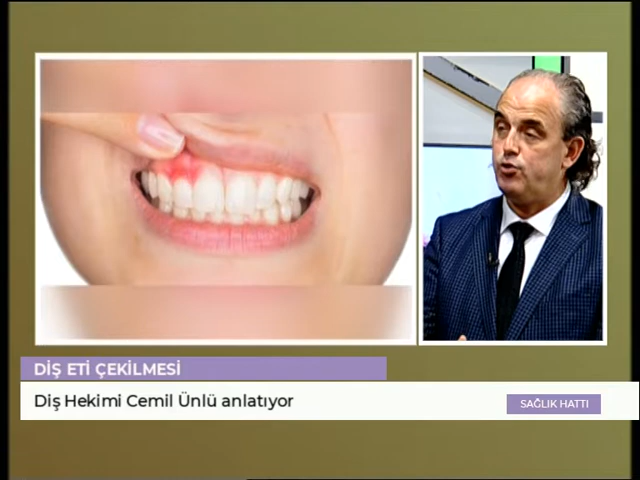 DİŞ ETİ ÇEKİLMESİ
Diş Hekimi Cemil Ünlü anlatıyor
SAĞLIK HATTI